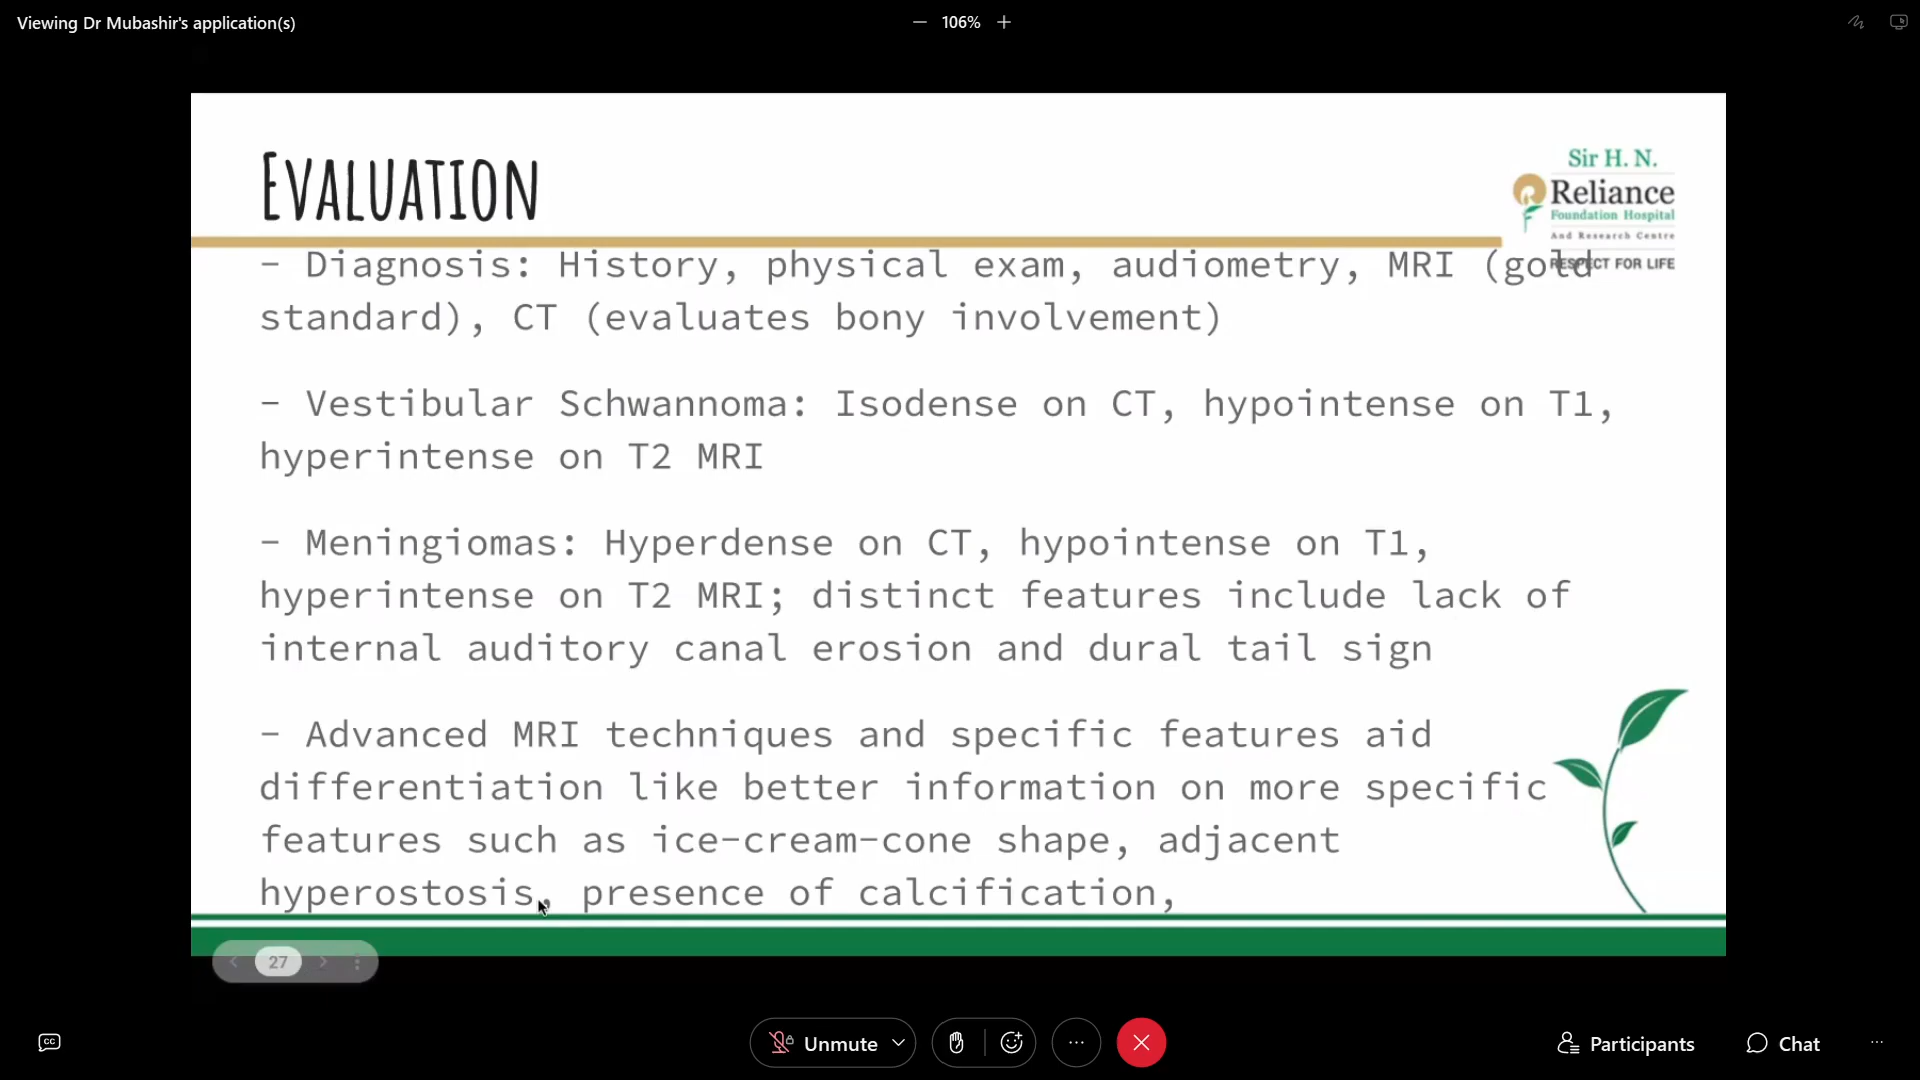 Viewing Dr Mubashir's application(s)
106%
EVALUATION
Sir H. N.
Reliance
Foundation Hospital
And Research Centre
RESPECT FOR LIFE
– Diagnosis: History, physical exam, audiometry, MRI (gold
standard), CT (evaluates bony involvement)
– Vestibular Schwannoma: Isodense on CT, hypointense on T1,
hyperintense on T2 MRI
– Meningiomas: Hyperdense on CT, hypointense on T1,
hyperintense on T2 MRI; distinct features include lack of
internal auditory canal erosion and dural tail sign
– Advanced MRI techniques and specific features aid
differentiation like better information on more specific
features such as ice-cream-cone shape, adjacent
hyperostosis, presence of calcification,
27
CC
Unmute
Participants
Chat